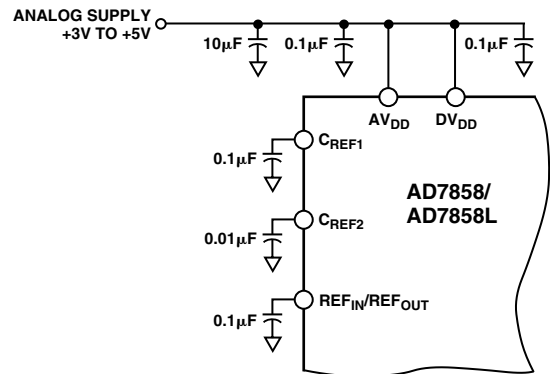 ANALOG SUPPLY
+3V TO +5V
10μF
0.1μF
0.1μF
AVDD
DVDD
CREF1
0.1μF
AD7858/
AD7858L
CREF2
0.01μF
REFIN/REFOUT
0.1μF